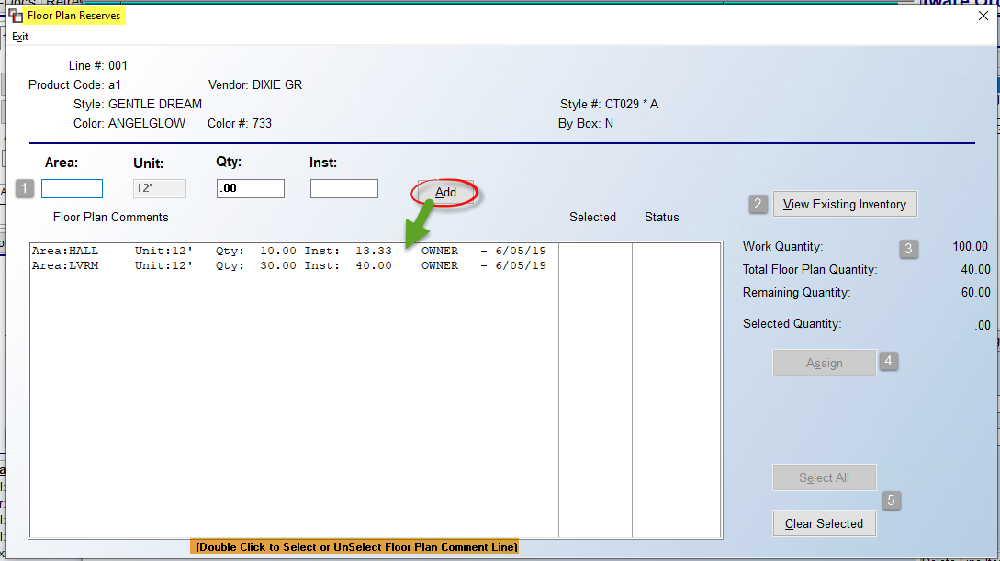 Floor Plan Reserves
Exit
Line #: 001
Product Code: a1 Vendor: DIXIE GR
Style: GENTLE DREAM Style #: CT029 * A
Color: ANGELGLOW Color #: 733 By Box: N
Area: Unit: Qty: Inst:
1 12' .00 Add
2 View Existing Inventory
Floor Plan Comments Selected Status
Area:HALL Unit:12' Qty: 10.00 Inst: 13.33 OWNER - 6/05/19
Area:LVRM Unit:12' Qty: 30.00 Inst: 40.00 OWNER - 6/05/19
Work Quantity: 3 100.00
Total Floor Plan Quantity: 40.00
Remaining Quantity: 60.00
Selected Quantity: .00
Assign 4
Select All
5
Clear Selected
(Double Click to Select or UnSelect Floor Plan Comment Line)